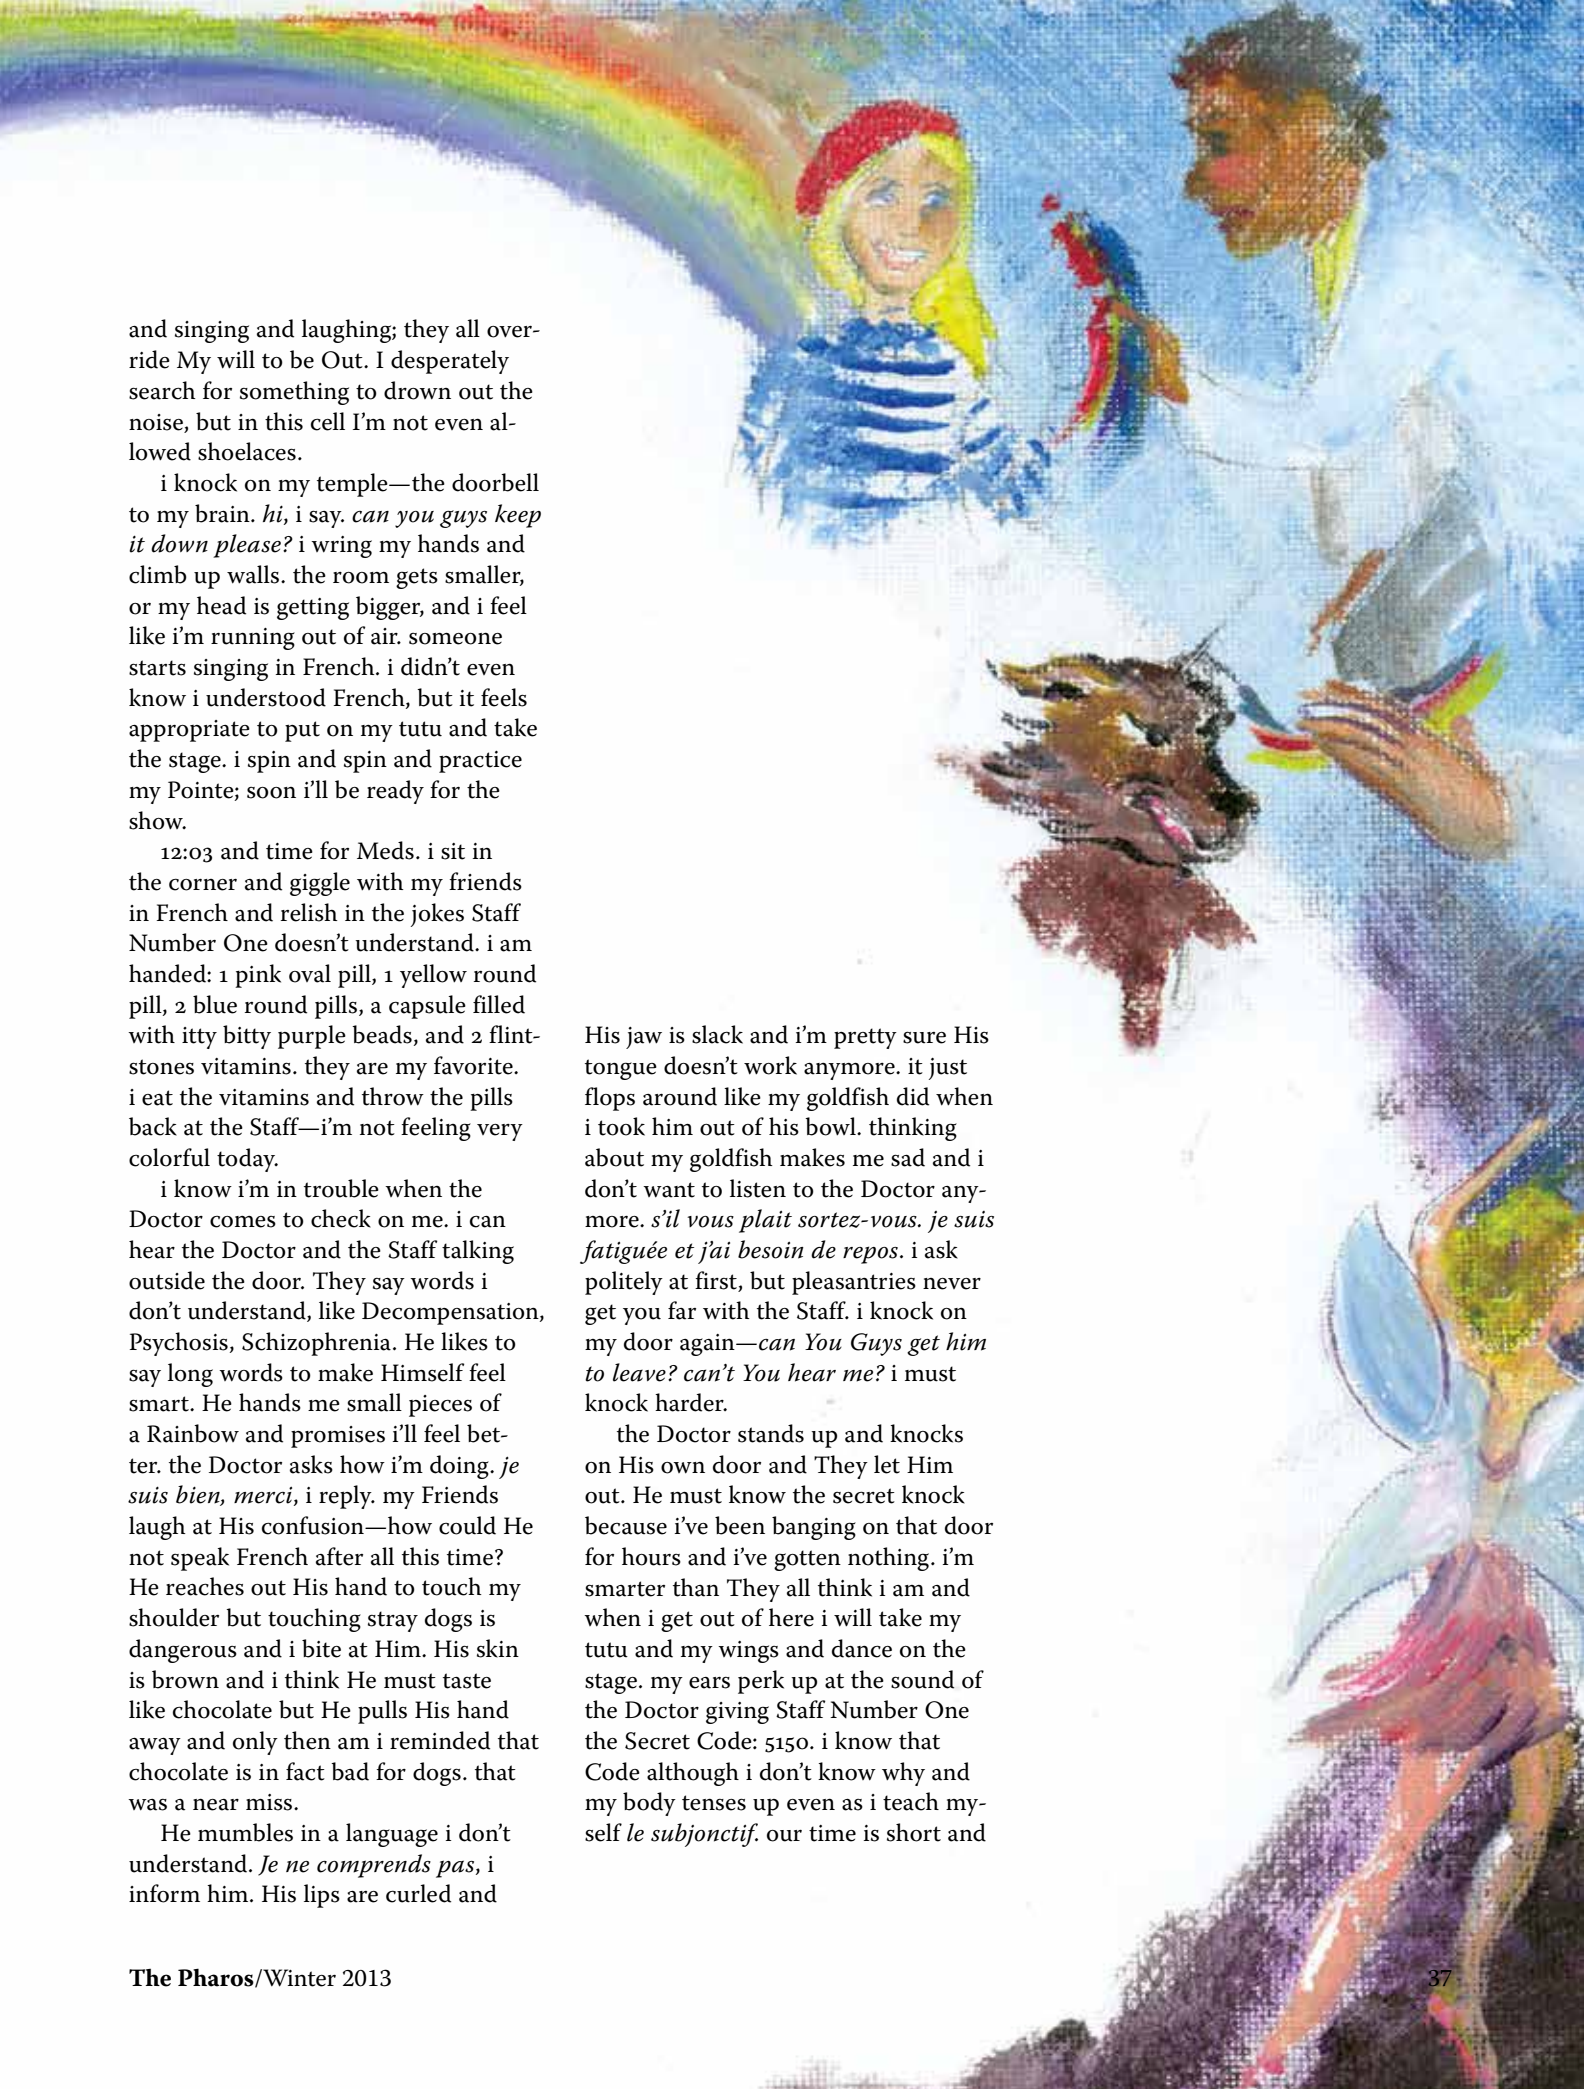 and singing and laughing; they all over-
ride My will to be Out. I desperately
search for something to drown out the
noise, but in this cell I'm not even al-
lowed shoelaces.
i knock on my temple—the doorbell
to my brain. hi, i say. can you guys keep
it down please? i wring my hands and
climb up walls. the room gets smaller,
or my head is getting bigger, and i feel
like i'm running out of air. someone
starts singing in French. i didn't even
know i understood French, but it feels
appropriate to put on my tutu and take
the stage. i spin and spin and practice
my Pointe; soon i'll be ready for the
show.
12:03 and time for Meds. i sit in
the corner and giggle with my friends
in French and relish in the jokes Staff
Number One doesn't understand. i am
handed: 1 pink oval pill, 1 yellow round
pill, 2 blue round pills, a capsule filled
with itty bitty purple beads, and 2 flint-
stones vitamins. they are my favorite.
i eat the vitamins and throw the pills
back at the Staff—i'm not feeling very
colorful today.
i know i'm in trouble when the
Doctor comes to check on me. i can
hear the Doctor and the Staff talking
outside the door. They say words i
don't understand, like Decompensation,
Psychosis, Schizophrenia. He likes to
say long words to make Himself feel
smart. He hands me small pieces of
a Rainbow and promises i'll feel bet-
ter. the Doctor asks how i'm doing. je
suis bien, merci, i reply. my Friends
laugh at His confusion—how could He
not speak French after all this time?
He reaches out His hand to touch my
shoulder but touching stray dogs is
dangerous and i bite at Him. His skin
is brown and i think He must taste
like chocolate but He pulls His hand
away and only then am i reminded that
chocolate is in fact bad for dogs. that
was a near miss.
He mumbles in a language i don't
understand. Je ne comprends pas, i
inform him. His lips are curled and
His jaw is slack and i'm pretty sure His
tongue doesn't work anymore. it just
flops around like my goldfish did when
i took him out of his bowl. thinking
about my goldfish makes me sad and i
don't want to listen to the Doctor any-
more. s'il vous plait sortez-vous. je suis
fatiguée et j'ai besoin de repos. i ask
politely at first, but pleasantries never
get you far with the Staff. i knock on
my door again—can You Guys get him
to leave? can't You hear me? i must
knock harder.
the Doctor stands up and knocks
on His own door and They let Him
out. He must know the secret knock
because i've been banging on that door
for hours and i've gotten nothing. i'm
smarter than They all think i am and
when i get out of here i will take my
tutu and my wings and dance on the
stage. my ears perk up at the sound of
the Doctor giving Staff Number One
the Secret Code: 5150. i know that
Code although i don't know why and
my body tenses up even as i teach my-
self le subjonctif. our time is short and
The Pharos/Winter 2013
37